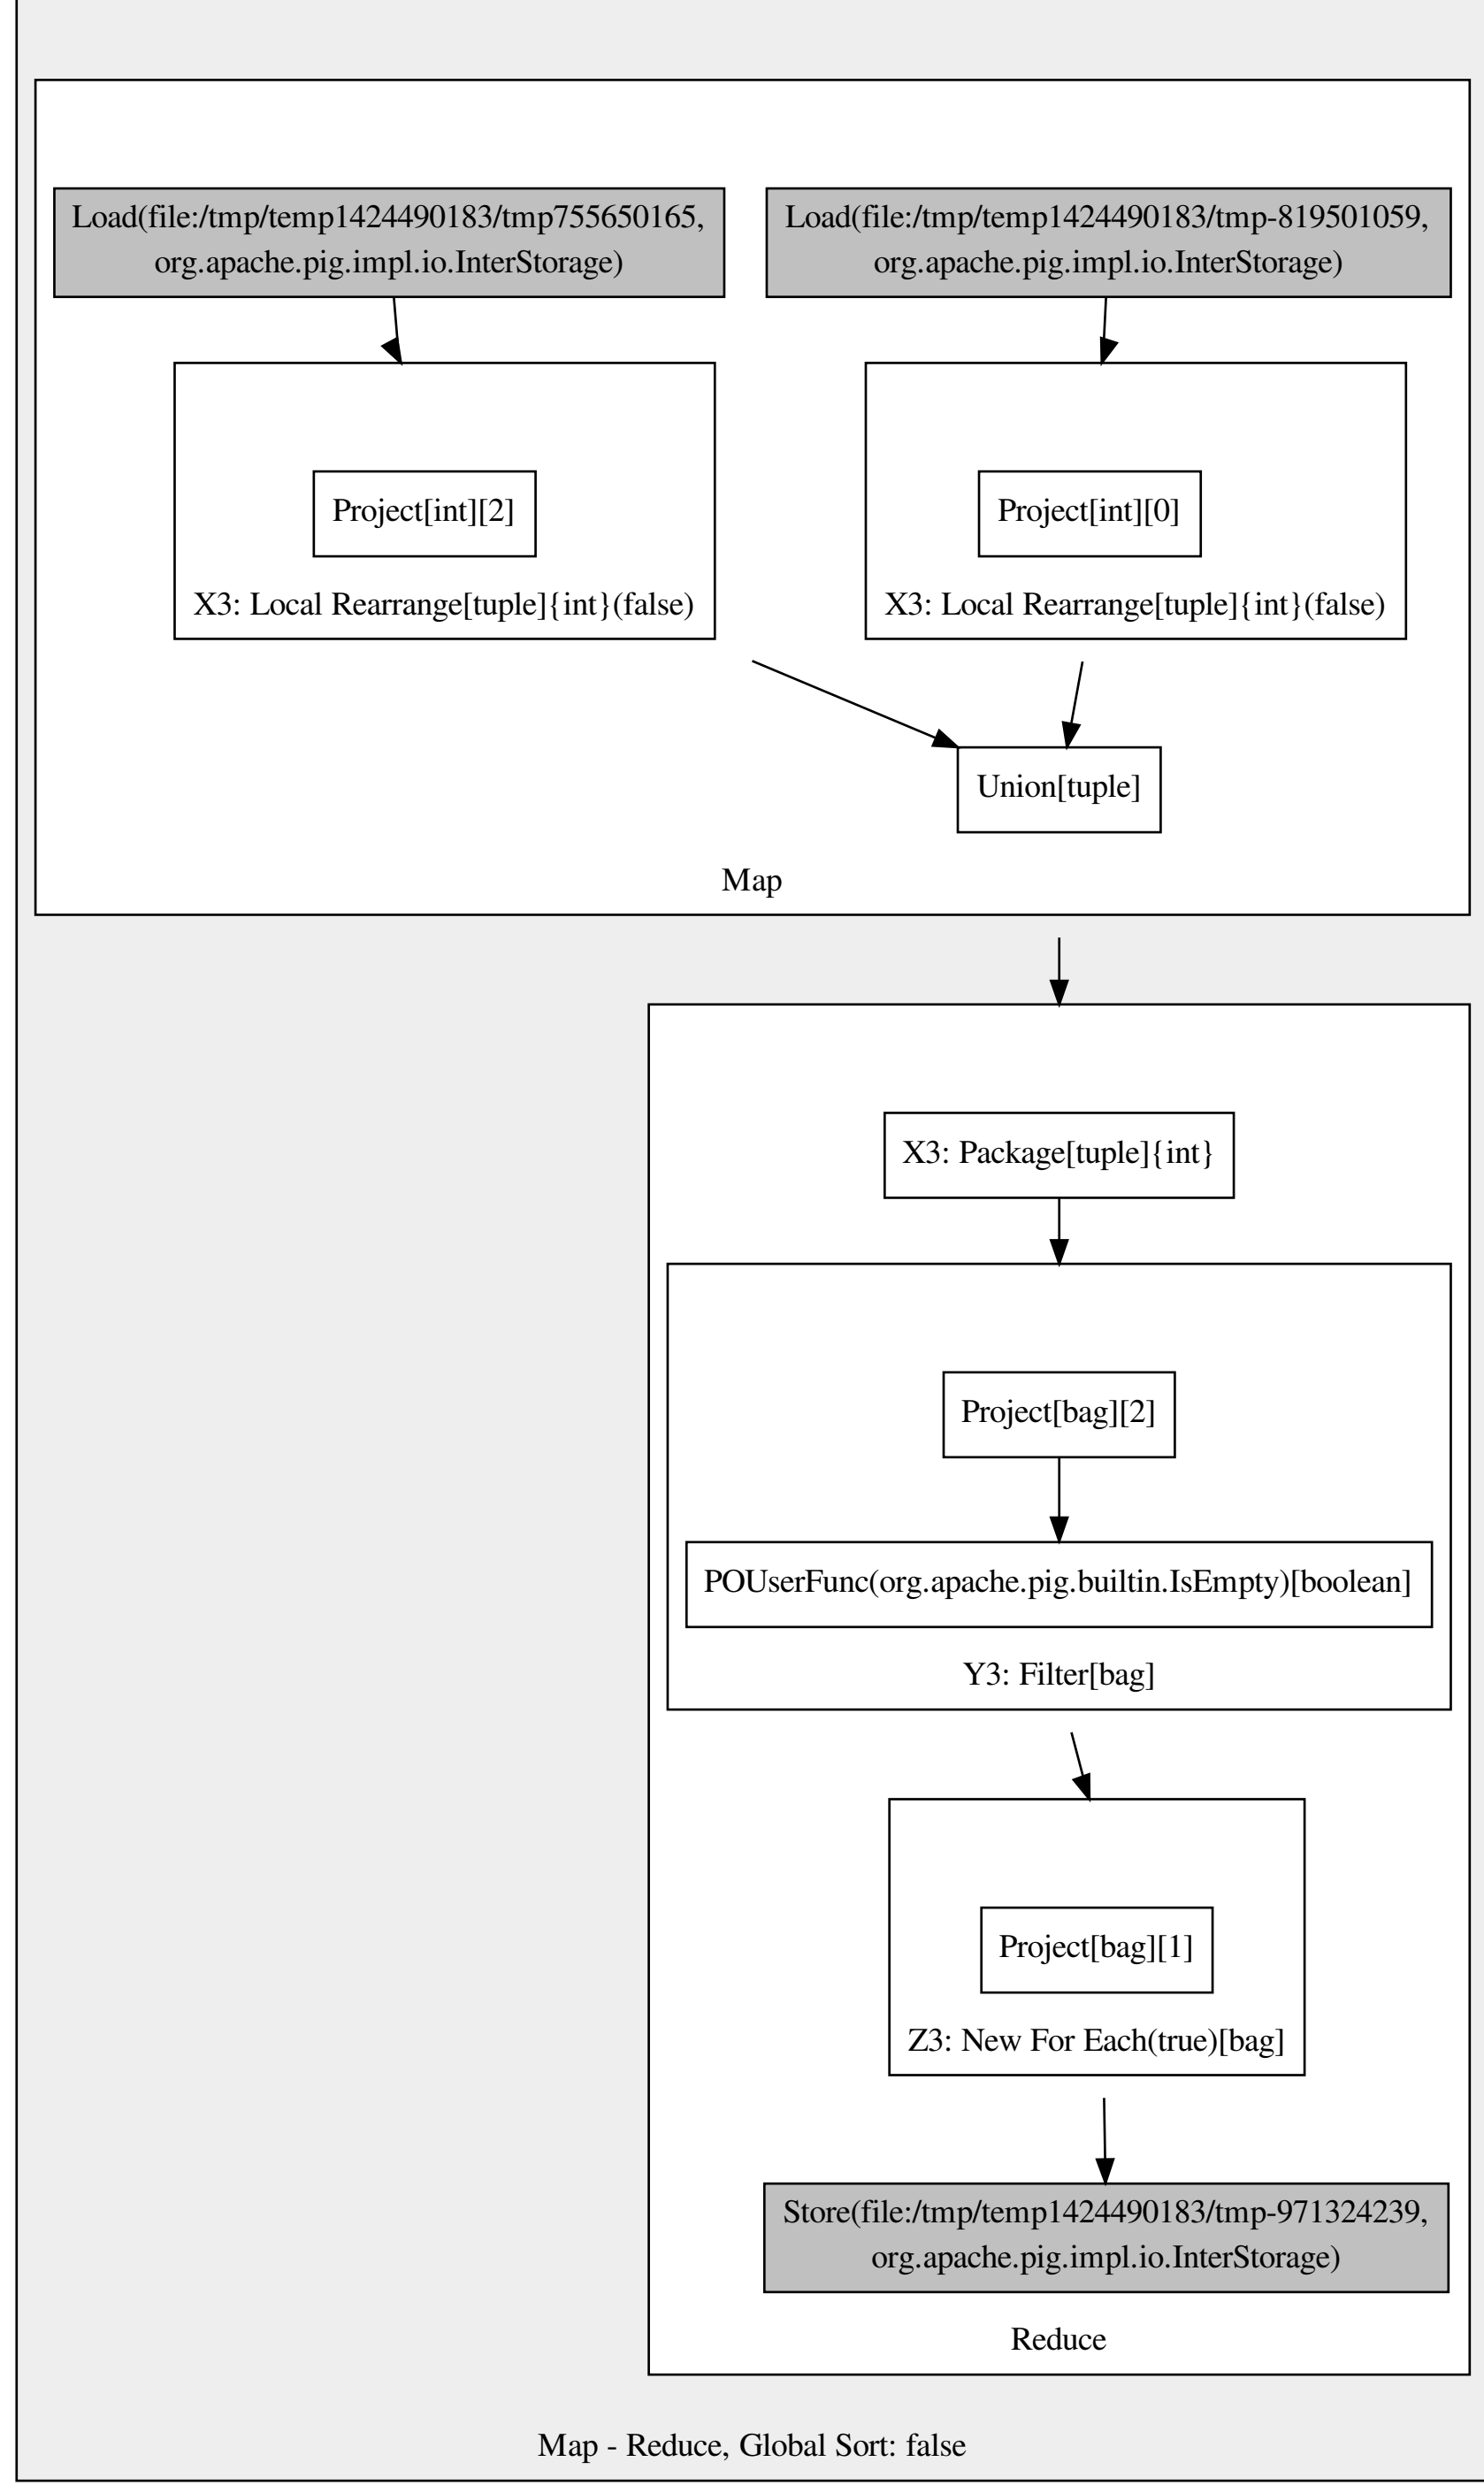 Load(file:/tmp/temp1424490183/tmp755650165,
org.apache.pig.impl.io.InterStorage)
Load(file:/tmp/temp1424490183/tmp-819501059,
org.apache.pig.impl.io.InterStorage)
Project[int][2]
X3: Local Rearrange[tuple]{int}(false)
Project[int][0]
X3: Local Rearrange[tuple]{int}(false)
Union[tuple]
Map
X3: Package[tuple]{int}
Project[bag][2]
POUserFunc(org.apache.pig.builtin.IsEmpty)[boolean]
Y3: Filter[bag]
Project[bag][1]
Z3: New For Each(true)[bag]
Store(file:/tmp/temp1424490183/tmp-971324239,
org.apache.pig.impl.io.InterStorage)
Reduce
Map - Reduce, Global Sort: false